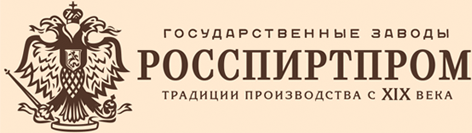 ГОСУДАРСТВЕННЫЕ ЗАВОДЫ
РОССПИРТПРОМ
ТРАДИЦИИ ПРОИЗВОДСТВА С XIX ВЕКА